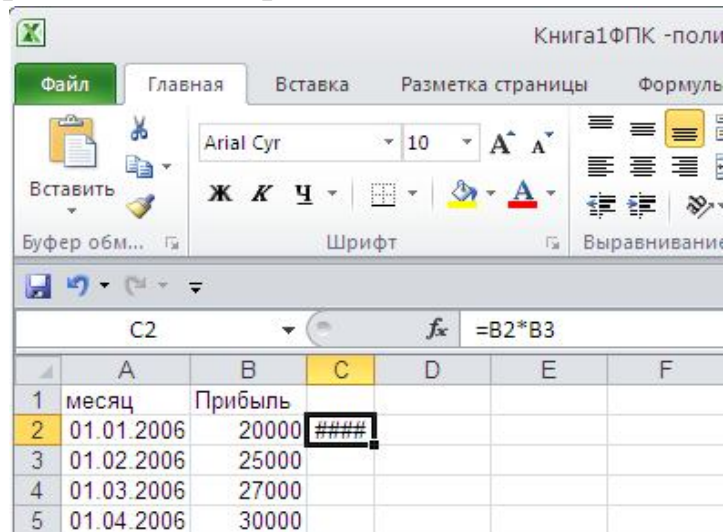 Книга1ФПК -поли
Файл Главная Вставка Разметка страницы Формулы
Arial Cyr 10
Вставить
Ж К Ч
Буфер обм... Шрифт Выравнивание
C2 fx =B2*B3
A B C D E F
1 месяц Прибыль
2 01.01.2006 20000 ####
3 01.02.2006 25000
4 01.03.2006 27000
5 01.04.2006 30000